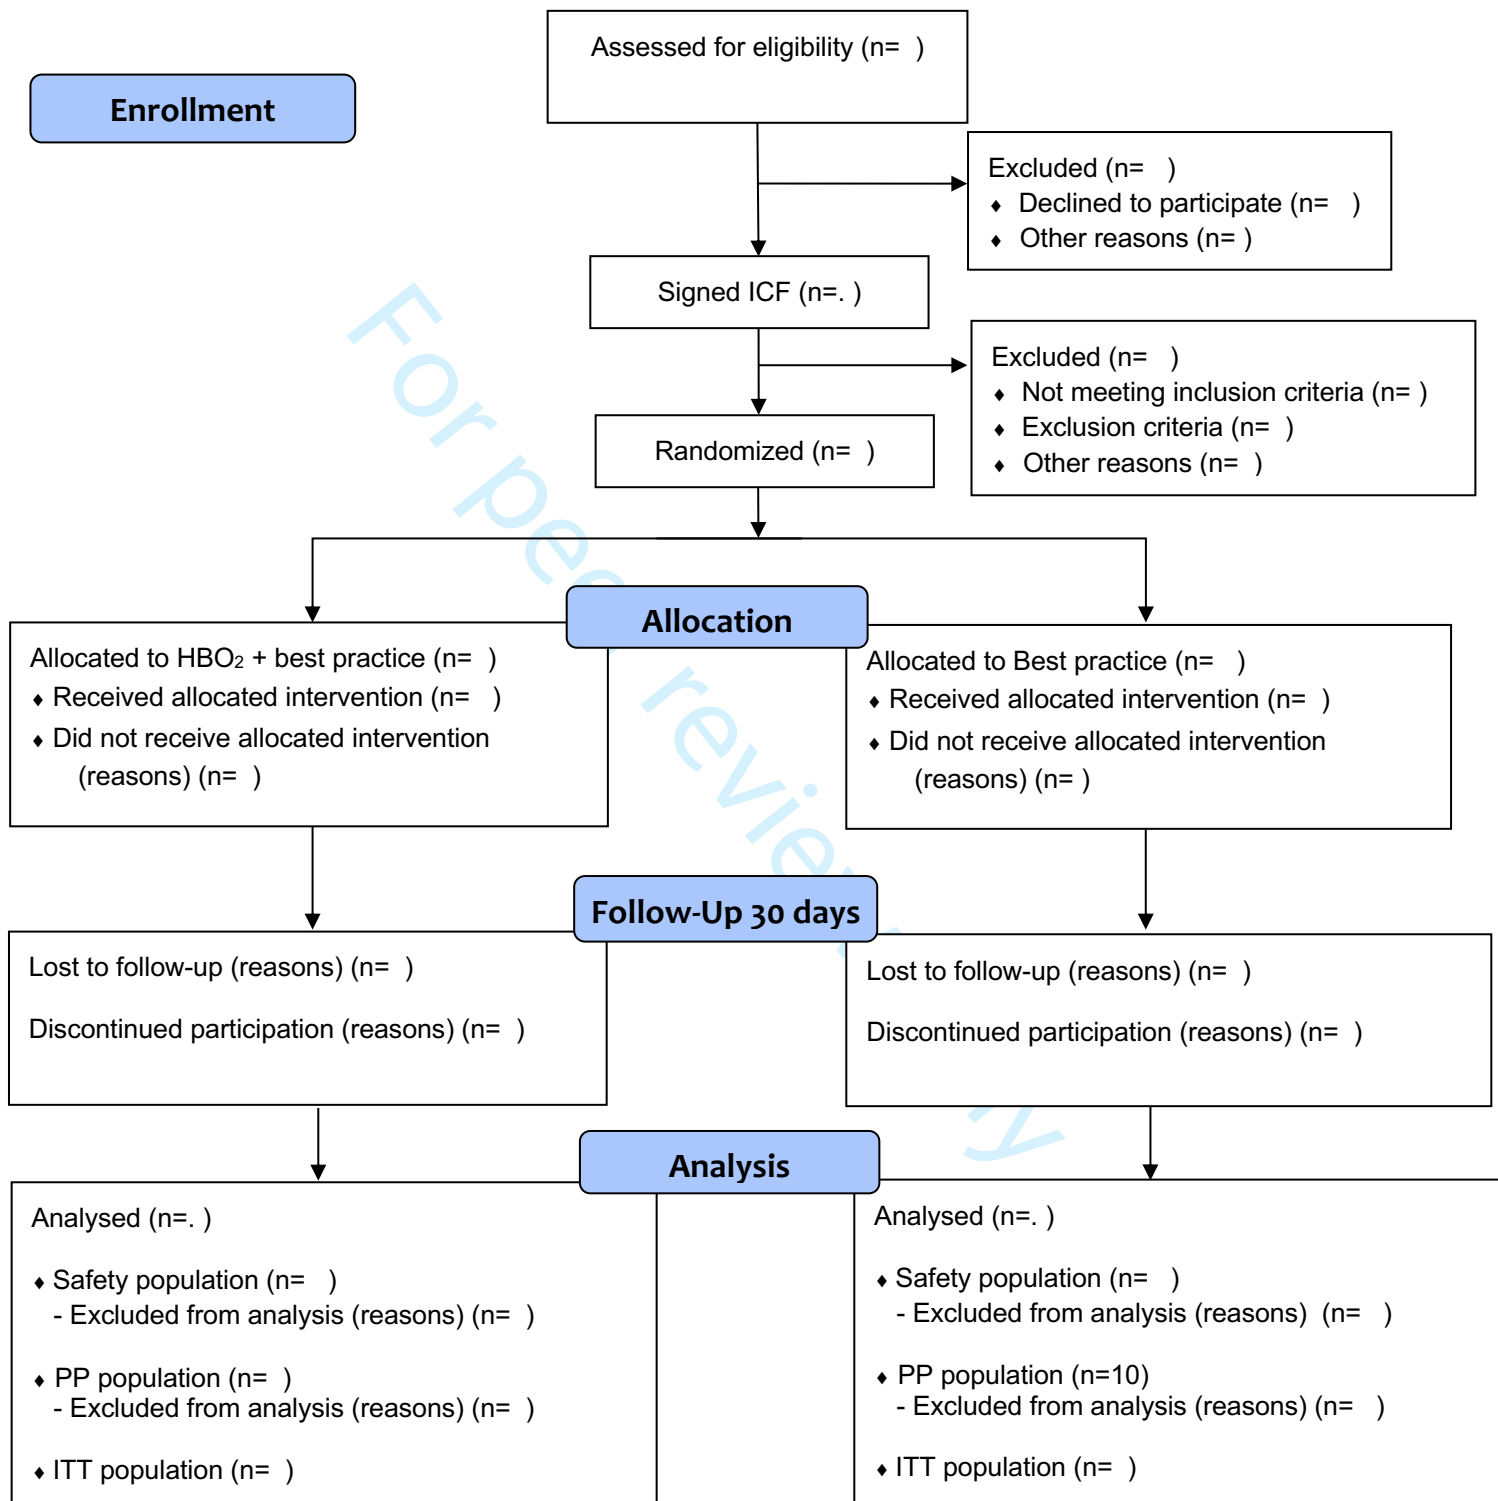 Assessed for eligibility (n=  )
Enrollment
Excluded (n=   )
♦ Declined to participate (n=   )
♦ Other reasons (n= )
Signed ICF (n=. )
Excluded (n=   )
♦ Not meeting inclusion criteria (n= )
♦ Exclusion criteria (n=  )
♦ Other reasons (n=  )
Randomized (n=  )
Allocation
Allocated to HBO₂ + best practice (n=  )
♦ Received allocated intervention (n=   )
♦ Did not receive allocated intervention
(reasons) (n=  )
Allocated to Best practice (n=   )
♦ Received allocated intervention (n=  )
♦ Did not receive allocated intervention
(reasons) (n= )
Follow-Up 30 days
Lost to follow-up (reasons) (n=  )
Discontinued participation (reasons) (n=  )
Lost to follow-up (reasons) (n=  )
Discontinued participation (reasons) (n=  )
Analysis
Analysed (n=. )
♦ Safety population (n=   )
- Excluded from analysis (reasons) (n=  )
♦ PP population (n=  )
- Excluded from analysis (reasons) (n=  )
♦ ITT population (n=  )
Analysed (n=. )
♦ Safety population (n=   )
- Excluded from analysis (reasons)  (n=   )
♦ PP population (n=10)
- Excluded from analysis (reasons) (n=   )
♦ ITT population (n=  )
For peer review